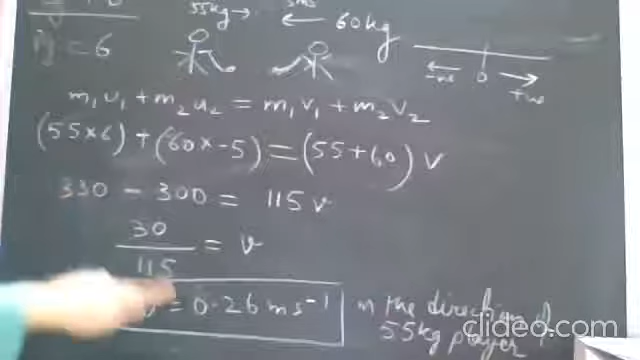 55kg → ← 60kg
= 6
-ve 0 +ve
m₁u₁ + m₂u₂ = m₁v₁ + m₂v₂
(55×6) + (60×-5) = (55+60) v
330 - 300 = 115 v
30/115 = v
= 0.26 ms⁻¹ in the direction of
55kg player
clideo.com